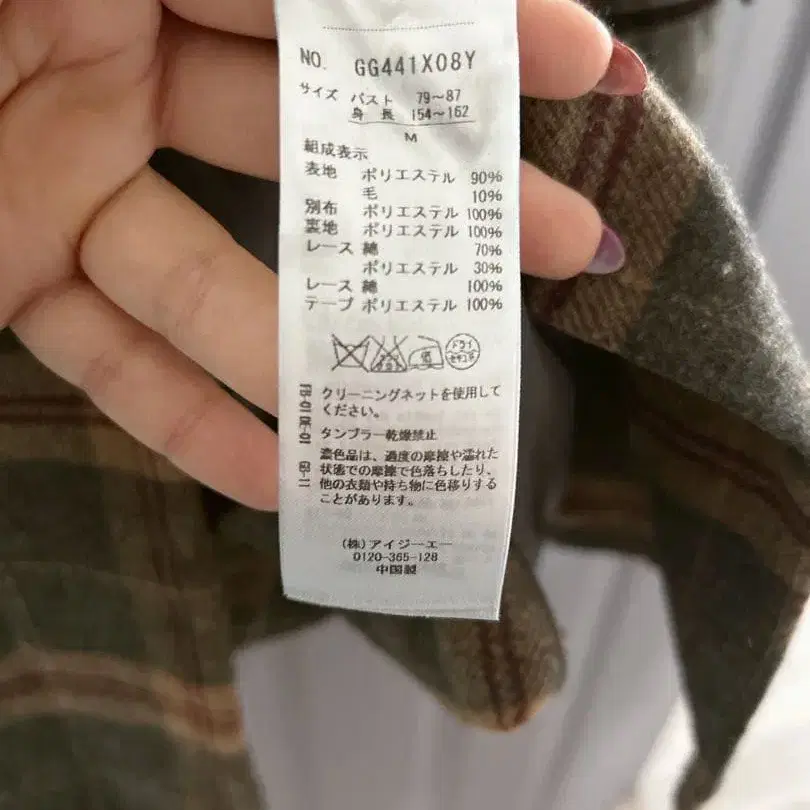 NO. GG441X08Y
サイズ バスト 79〜87
身長 154〜162
M
組成表示
表地 ポリエステル 90%
毛 10%
別布 ポリエステル 100%
裏地 ポリエステル 100%
レース 綿 70%
ポリエステル 30%
レース 綿 100%
テープ ポリエステル 100%
ドライ
セキユ系
クリーニングネットを使用して
ください。
タンブラー乾燥禁止
濃色品は、過度の摩擦や濡れた
状態での摩擦で色落ちしたり、
他の衣類や持ち物に色移りする
ことがあります。
(株)アイジーエー
0120-365-128
中国製